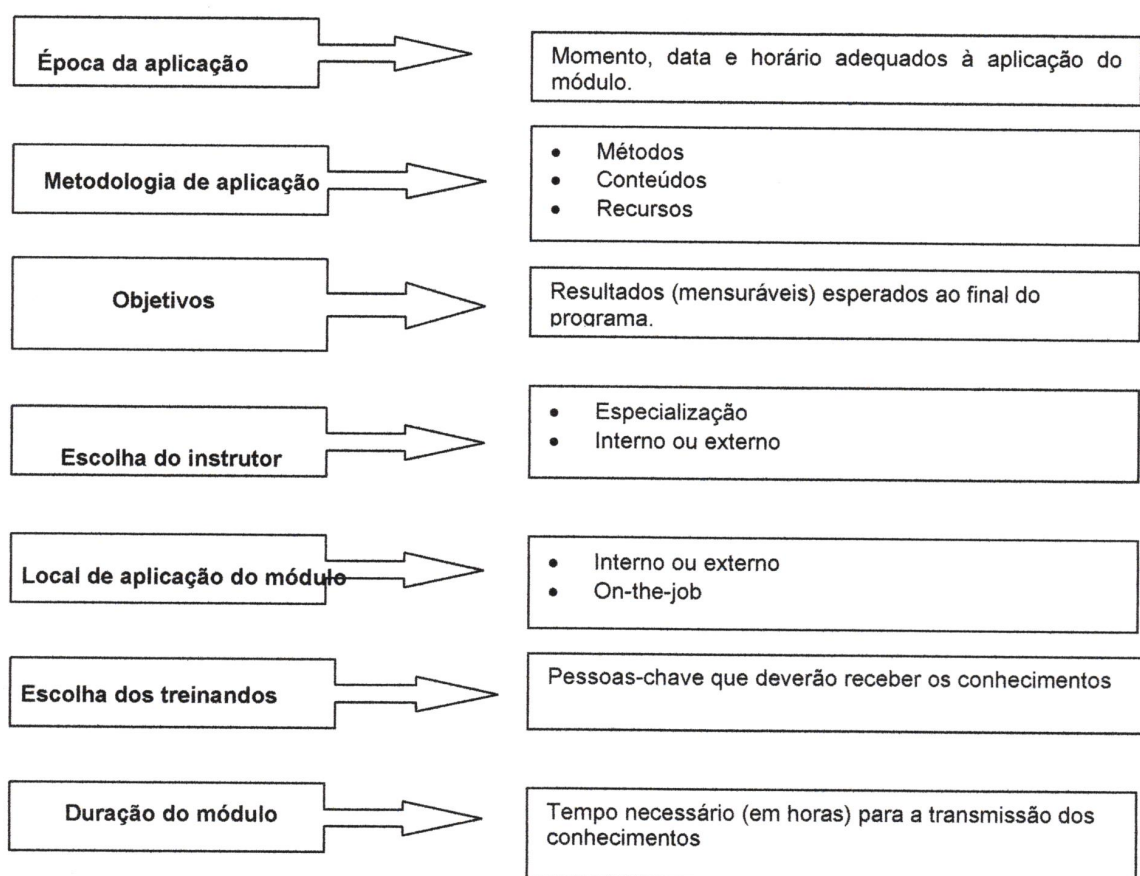 Época da aplicação
Momento, data e horário adequados à aplicação do
módulo.
Metodologia de aplicação
• Métodos
• Conteúdos
• Recursos
Objetivos
Resultados (mensuráveis) esperados ao final do
programa.
Escolha do instrutor
• Especialização
• Interno ou externo
Local de aplicação do módulo
• Interno ou externo
• On-the-job
Escolha dos treinandos
Pessoas-chave que deverão receber os conhecimentos
Duração do módulo
Tempo necessário (em horas) para a transmissão dos
conhecimentos